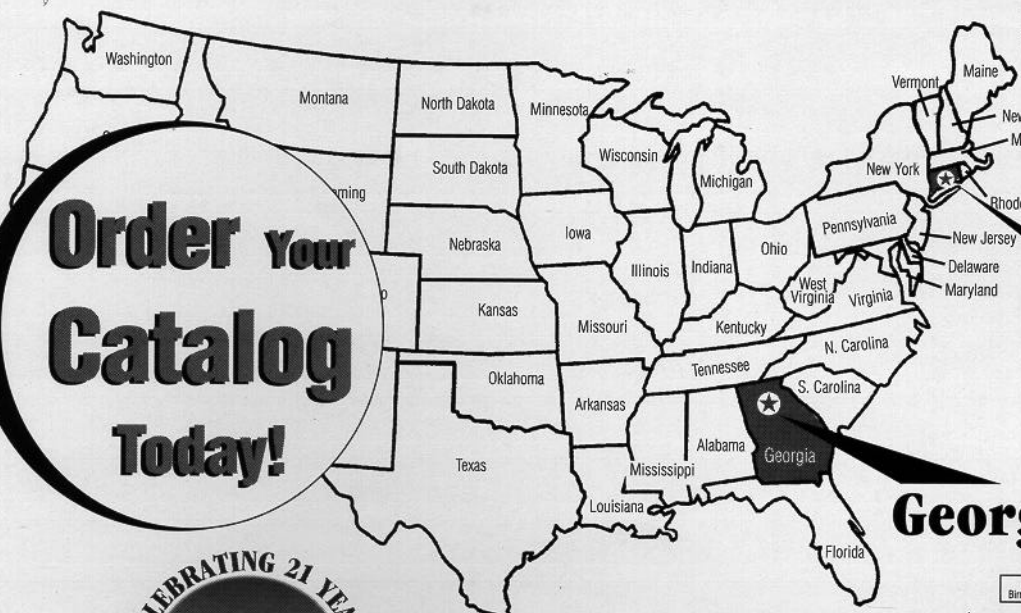 Washington
Montana
North Dakota
Minnesota
South Dakota
Wisconsin
Michigan
Vermont
Maine
New York
Nebraska
Iowa
Illinois
Indiana
Ohio
Pennsylvania
New Jersey
Delaware
Maryland
West
Virginia
Virginia
Kansas
Missouri
Kentucky
N. Carolina
Tennessee
S. Carolina
Oklahoma
Arkansas
Texas
Louisiana
Mississippi
Alabama
Georgia
Florida
Order Your
Catalog
Today!